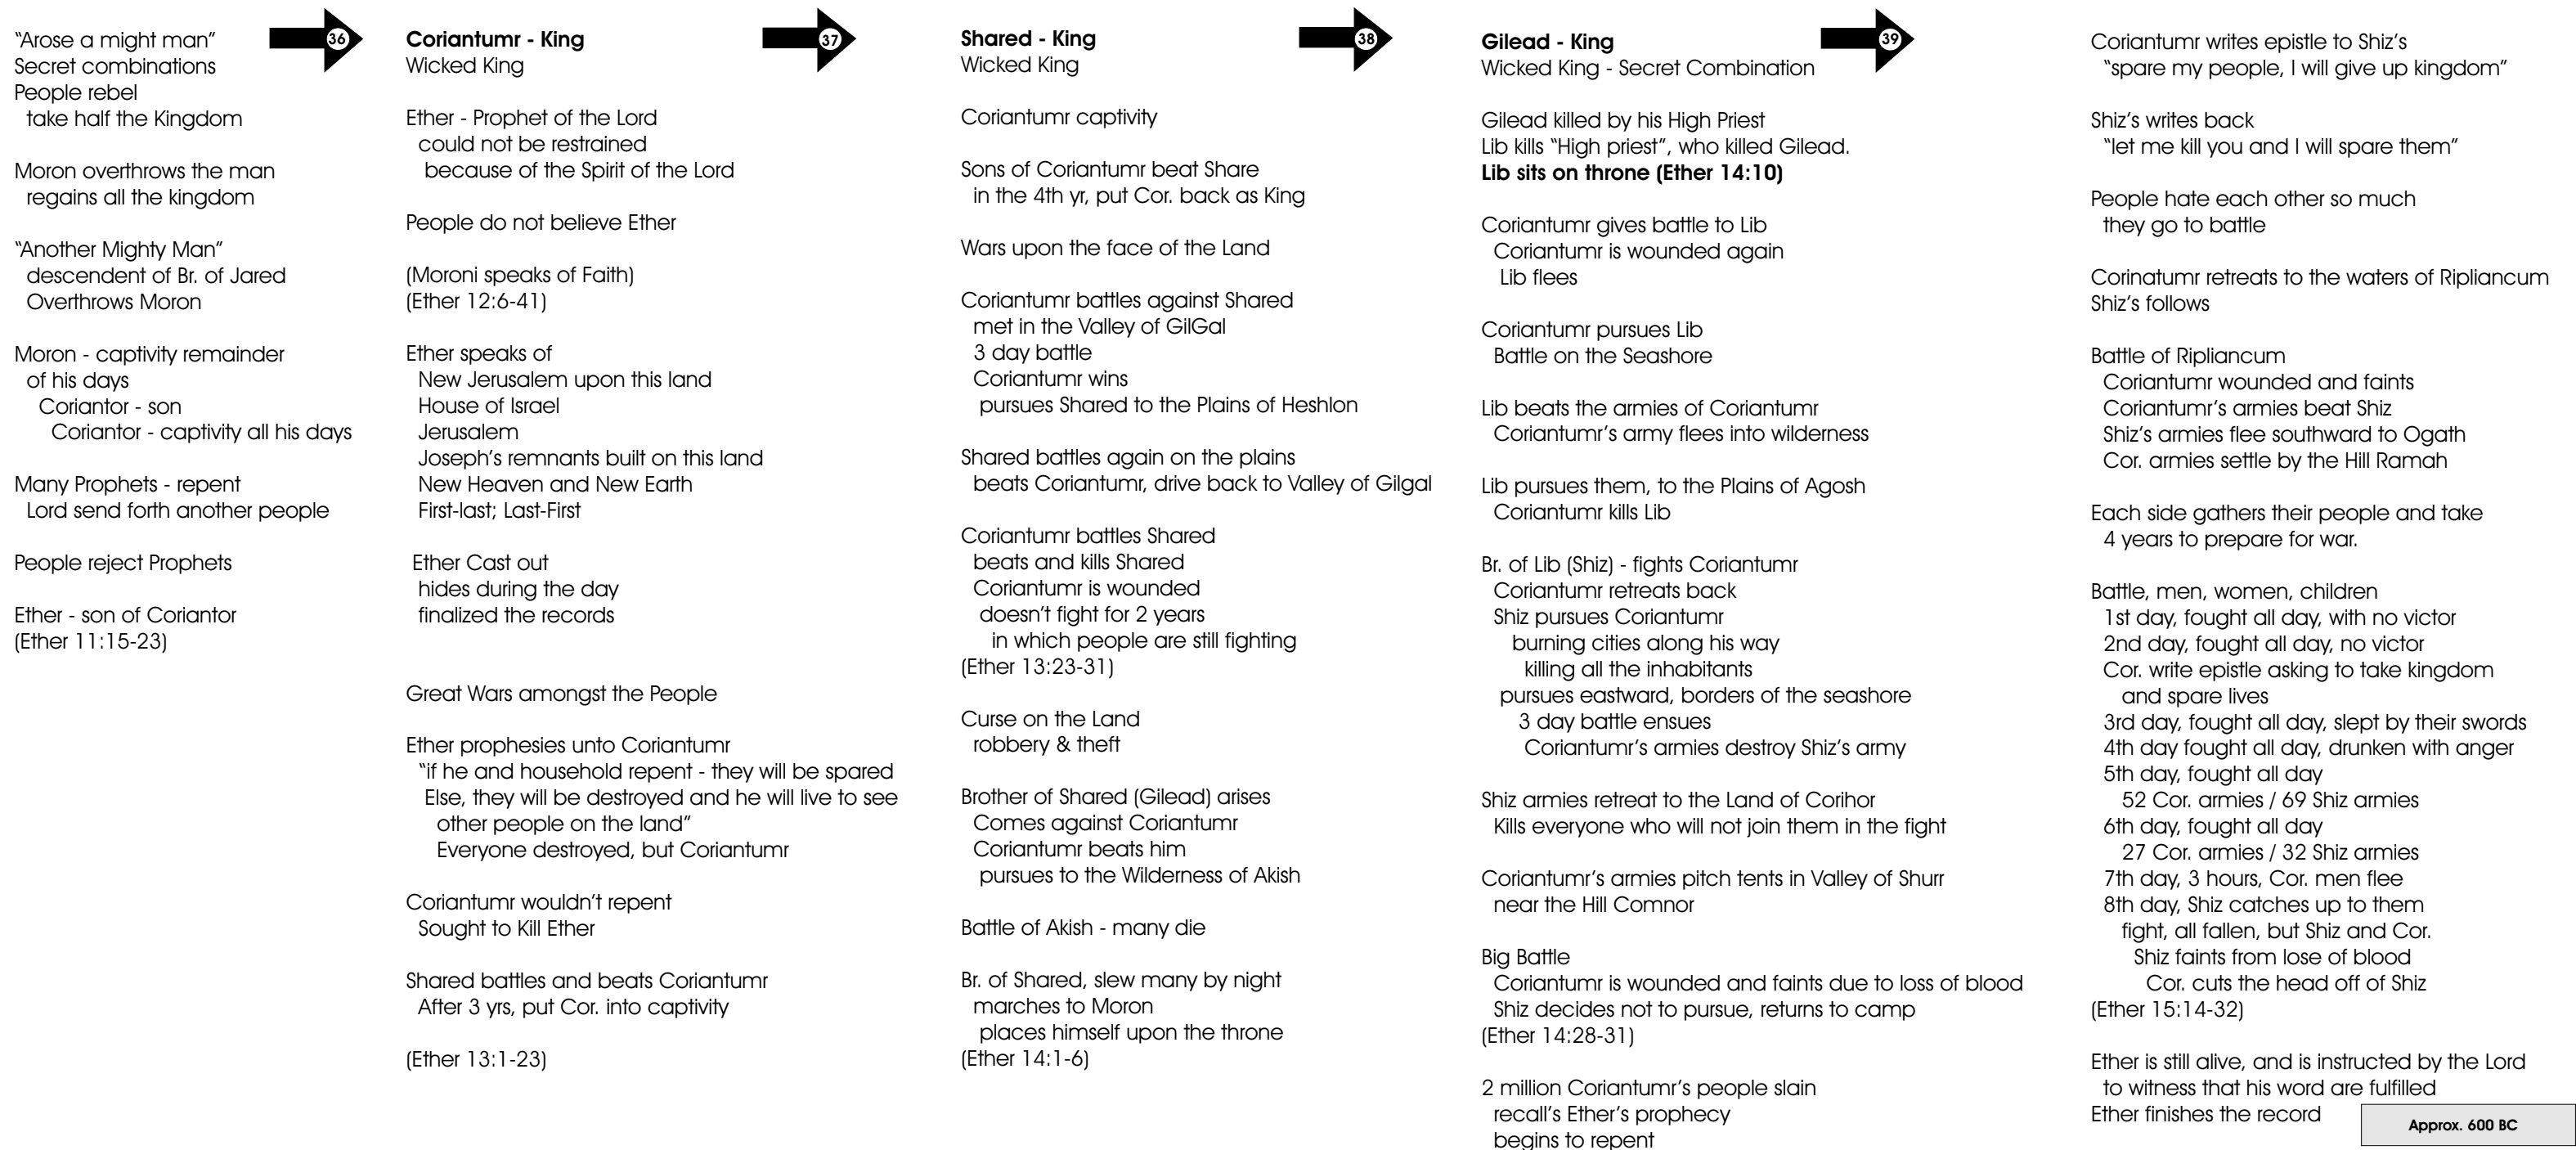 “Arose a might man”
Secret combinations
People rebel
take half the Kingdom
Moron overthrows the man
regains all the kingdom
“Another Mighty Man”
descendent of Br. of Jared
Overthrows Moron
Moron - captivity remainder
of his days
Coriantor - son
Coriantor - captivity all his days
Many Prophets - repent
Lord send forth another people
People reject Prophets
Ether - son of Coriantor
(Ether 11:15-23)
36
Coriantumr - King
Wicked King
Ether - Prophet of the Lord
could not be restrained
because of the Spirit of the Lord
People do not believe Ether
(Moroni speaks of Faith)
(Ether 12:6-41)
Ether speaks of
New Jerusalem upon this land
House of Israel
Jerusalem
Joseph’s remnants built on this land
New Heaven and New Earth
First-last; Last-First
Ether Cast out
hides during the day
finalized the records
Great Wars amongst the People
Ether prophesies unto Coriantumr
“if he and household repent - they will be spared
Else, they will be destroyed and he will live to see
other people on the land”
Everyone destroyed, but Coriantumr
Coriantumr wouldn’t repent
Sought to Kill Ether
Shared battles and beats Coriantumr
After 3 yrs, put Cor. into captivity
(Ether 13:1-23)
37
Shared - King
Wicked King
Coriantumr captivity
Sons of Coriantumr beat Share
in the 4th yr, put Cor. back as King
Wars upon the face of the Land
Coriantumr battles against Shared
met in the Valley of GilGal
3 day battle
Coriantumr wins
pursues Shared to the Plains of Heshlon
Shared battles again on the plains
beats Coriantumr, drive back to Valley of Gilgal
Coriantumr battles Shared
beats and kills Shared
Coriantumr is wounded
doesn’t fight for 2 years
in which people are still fighting
(Ether 13:23-31)
Curse on the Land
robbery & theft
Brother of Shared (Gilead) arises
Comes against Coriantumr
Coriantumr beats him
pursues to the Wilderness of Akish
Battle of Akish - many die
Br. of Shared, slew many by night
marches to Moron
places himself upon the throne
(Ether 14:1-6)
38
Gilead - King
Wicked King - Secret Combination
Gilead killed by his High Priest
Lib kills “High priest”, who killed Gilead.
Lib sits on throne (Ether 14:10)
Coriantumr gives battle to Lib
Coriantumr is wounded again
Lib flees
Coriantumr pursues Lib
Battle on the Seashore
Lib beats the armies of Coriantumr
Coriantumr’s army flees into wilderness
Lib pursues them, to the Plains of Agosh
Coriantumr kills Lib
Br. of Lib (Shiz) - fights Coriantumr
Coriantumr retreats back
Shiz pursues Coriantumr
burning cities along his way
killing all the inhabitants
pursues eastward, borders of the seashore
3 day battle ensues
Coriantumr’s armies destroy Shiz’s army
Shiz armies retreat to the Land of Corihor
Kills everyone who will not join them in the fight
Coriantumr’s armies pitch tents in Valley of Shurr
near the Hill Comnor
Big Battle
Coriantumr is wounded and faints due to loss of blood
Shiz decides not to pursue, returns to camp
(Ether 14:28-31)
2 million Coriantumr’s people slain
recall’s Ether’s prophecy
begins to repent
39
Coriantumr writes epistle to Shiz’s
“spare my people, I will give up kingdom”
Shiz’s writes back
“let me kill you and I will spare them”
People hate each other so much
they go to battle
Corinatumr retreats to the waters of Ripliancum
Shiz’s follows
Battle of Ripliancum
Coriantumr wounded and faints
Coriantumr’s armies beat Shiz
Shiz’s armies flee southward to Ogath
Cor. armies settle by the Hill Ramah
Each side gathers their people and take
4 years to prepare for war.
Battle, men, women, children
1st day, fought all day, with no victor
2nd day, fought all day, no victor
Cor. write epistle asking to take kingdom
and spare lives
3rd day, fought all day, slept by their swords
4th day fought all day, drunken with anger
5th day, fought all day
52 Cor. armies / 69 Shiz armies
6th day, fought all day
27 Cor. armies / 32 Shiz armies
7th day, 3 hours, Cor. men flee
8th day, Shiz catches up to them
fight, all fallen, but Shiz and Cor.
Shiz faints from lose of blood
Cor. cuts the head off of Shiz
(Ether 15:14-32)
Ether is still alive, and is instructed by the Lord
to witness that his word are fulfilled
Ether finishes the record
Approx. 600 BC